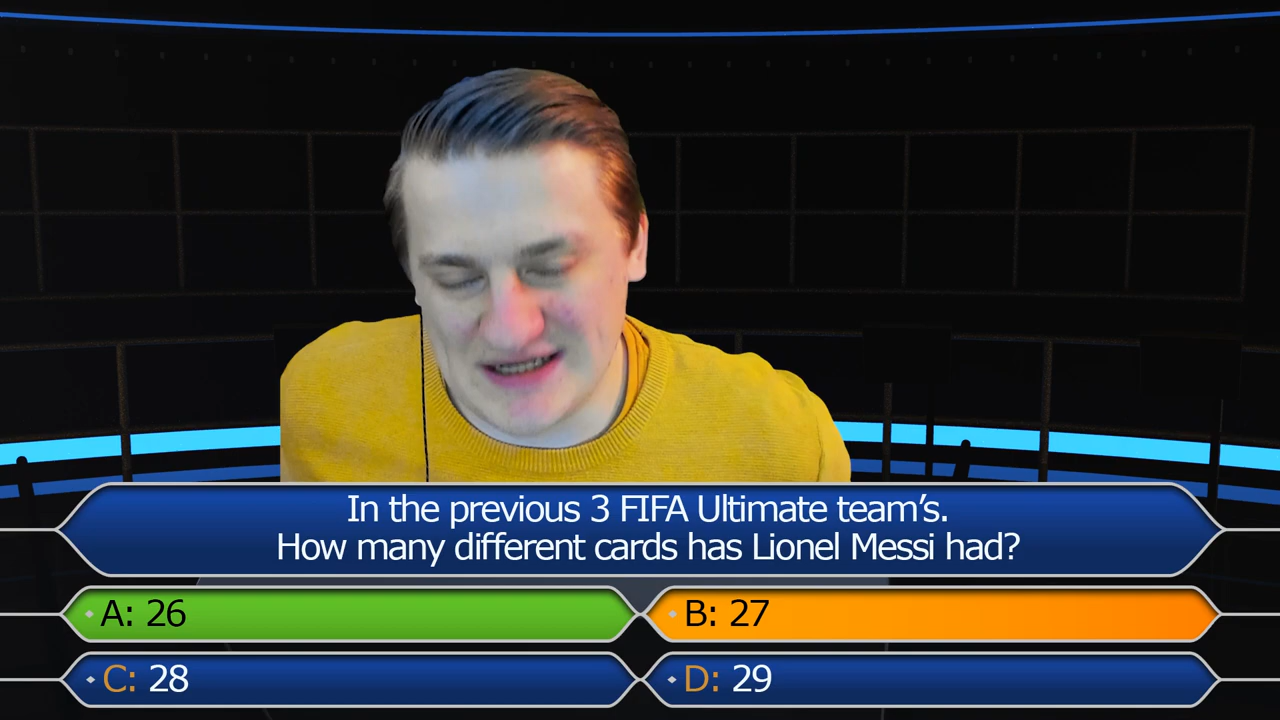 In the previous 3 FIFA Ultimate team’s.
How many different cards has Lionel Messi had?
A: 26
B: 27
C: 28
D: 29